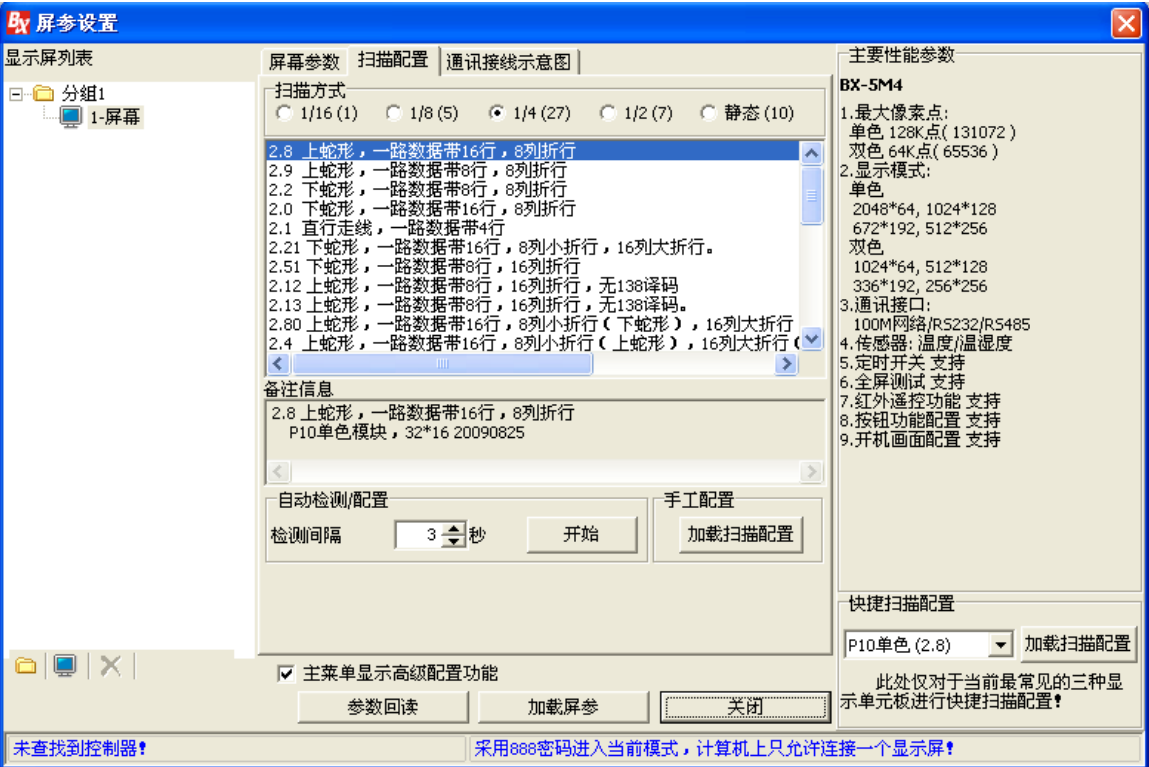 BX 屏参设置
显示屏列表
分组1
1-屏幕
屏幕参数 扫描配置 通讯接线示意图
扫描方式
1/16 (1) 1/8 (5) 1/4 (27) 1/2 (7) 静态 (10)
2.8 上蛇形，一路数据带16行，8列折行
2.9 上蛇形，一路数据带8行，8列折行
2.2 下蛇形，一路数据带8行，8列折行
2.0 下蛇形，一路数据带16行，8列折行
2.1 直行走线，一路数据带4行
2.21 下蛇形，一路数据带16行，8列小折行，16列大折行。
2.51 下蛇形，一路数据带8行，16列折行
2.12 上蛇形，一路数据带8行，16列折行，无138译码
2.13 上蛇形，一路数据带8行，16列折行，无138译码。
2.80 上蛇形，一路数据带16行，8列小折行（下蛇形），16列大折行
2.4 上蛇形，一路数据带16行，8列小折行（上蛇形），16列大折行（
备注信息
2.8 上蛇形，一路数据带16行，8列折行
P10单色模块，32*16 20090825
自动检测/配置
检测间隔 3 秒 开始
手工配置
加载扫描配置
主菜单显示高级配置功能
参数回读 加载屏参 关闭
主要性能参数
BX-5M4
1.最大像素点:
单色 128K点( 131072 )
双色 64K点( 65536 )
2.显示模式:
单色
2048*64, 1024*128
672*192, 512*256
双色
1024*64, 512*128
336*192, 256*256
3.通讯接口:
100M网络/RS232/RS485
4.传感器: 温度/温湿度
5.定时开关 支持
6.全屏测试 支持
7.红外遥控功能 支持
8.按钮功能配置 支持
9.开机画面配置 支持
快捷扫描配置
P10单色 (2.8) 加载扫描配置
此处仅对于当前最常见的三种显
示单元板进行快捷扫描配置！
未查找到控制器！ 采用888密码进入当前模式，计算机上只允许连接一个显示屏！